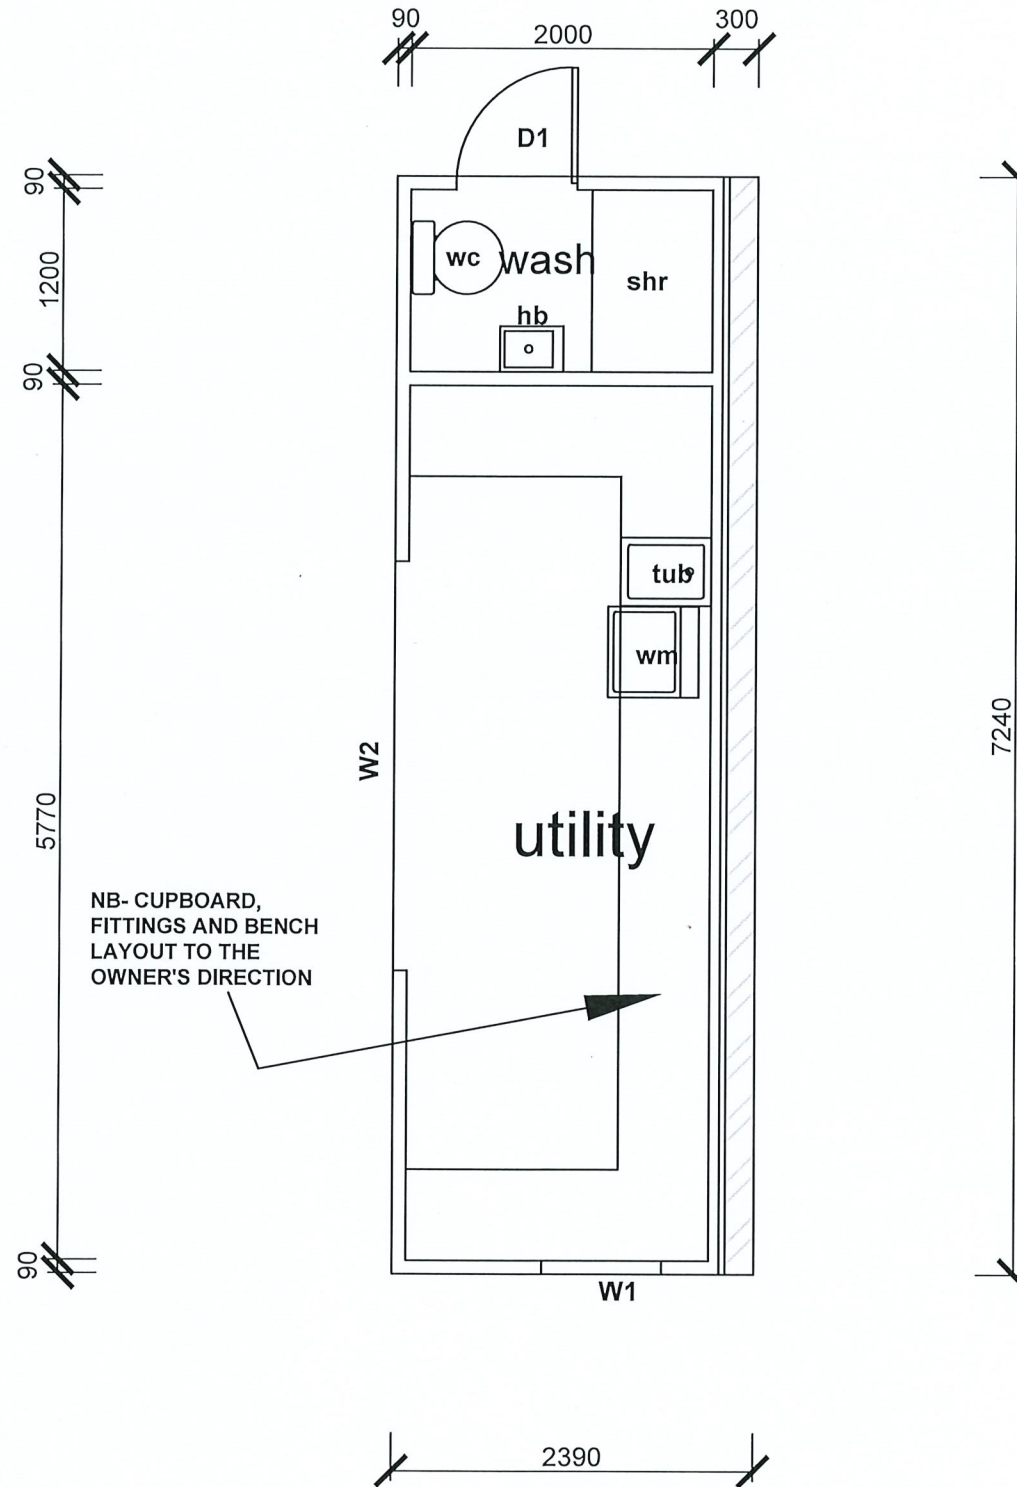 90
2000
300
D1
90
1200
90
wc
wash
shr
hb
tub
wm
W2
7240
5770
utility
NB- CUPBOARD,
FITTINGS AND BENCH
LAYOUT TO THE
OWNER'S DIRECTION
90
W1
2390